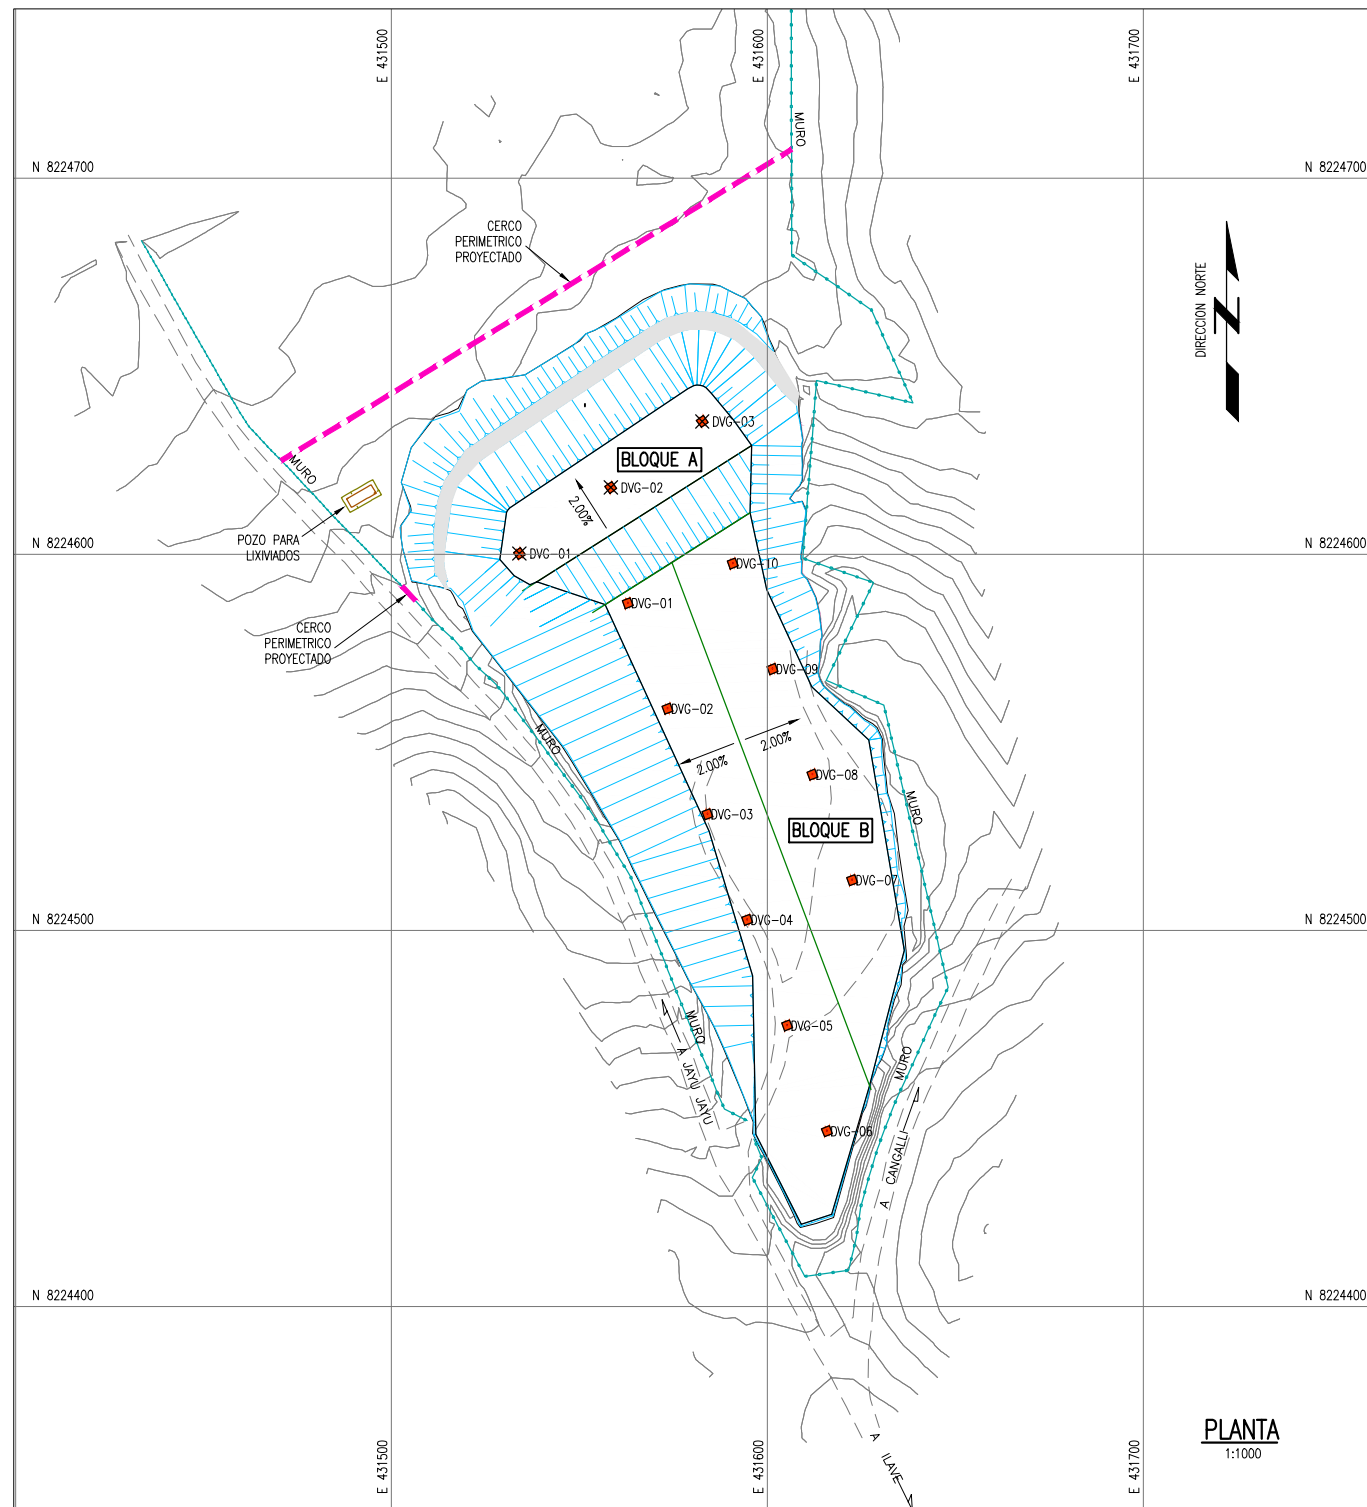 E 431500
E 431600
E 431700
MURO
N 8224700
N 8224700
CERCO
PERIMETRICO
PROYECTADO
DIRECCION NORTE
N
DVG-03
BLOQUE A
MURO
DVG-02
2.00%
POZO PARA
LIXIVIADOS
N 8224600
DVG-01
N 8224600
DVG-10
DVG-01
CERCO
PERIMETRICO
PROYECTADO
DVG-09
DVG-02
MURO
2.00%
2.00%
DVG-08
MURO
DVG-03
BLOQUE B
DVG-07
N 8224500
DVG-04
N 8224500
MURO
DVG-05
A JAYU JAYU
MURO
DVG-06
A CANGALLI
N 8224400
N 8224400
PLANTA
1:1000
A ILAVE
E 431500
E 431600
E 431700